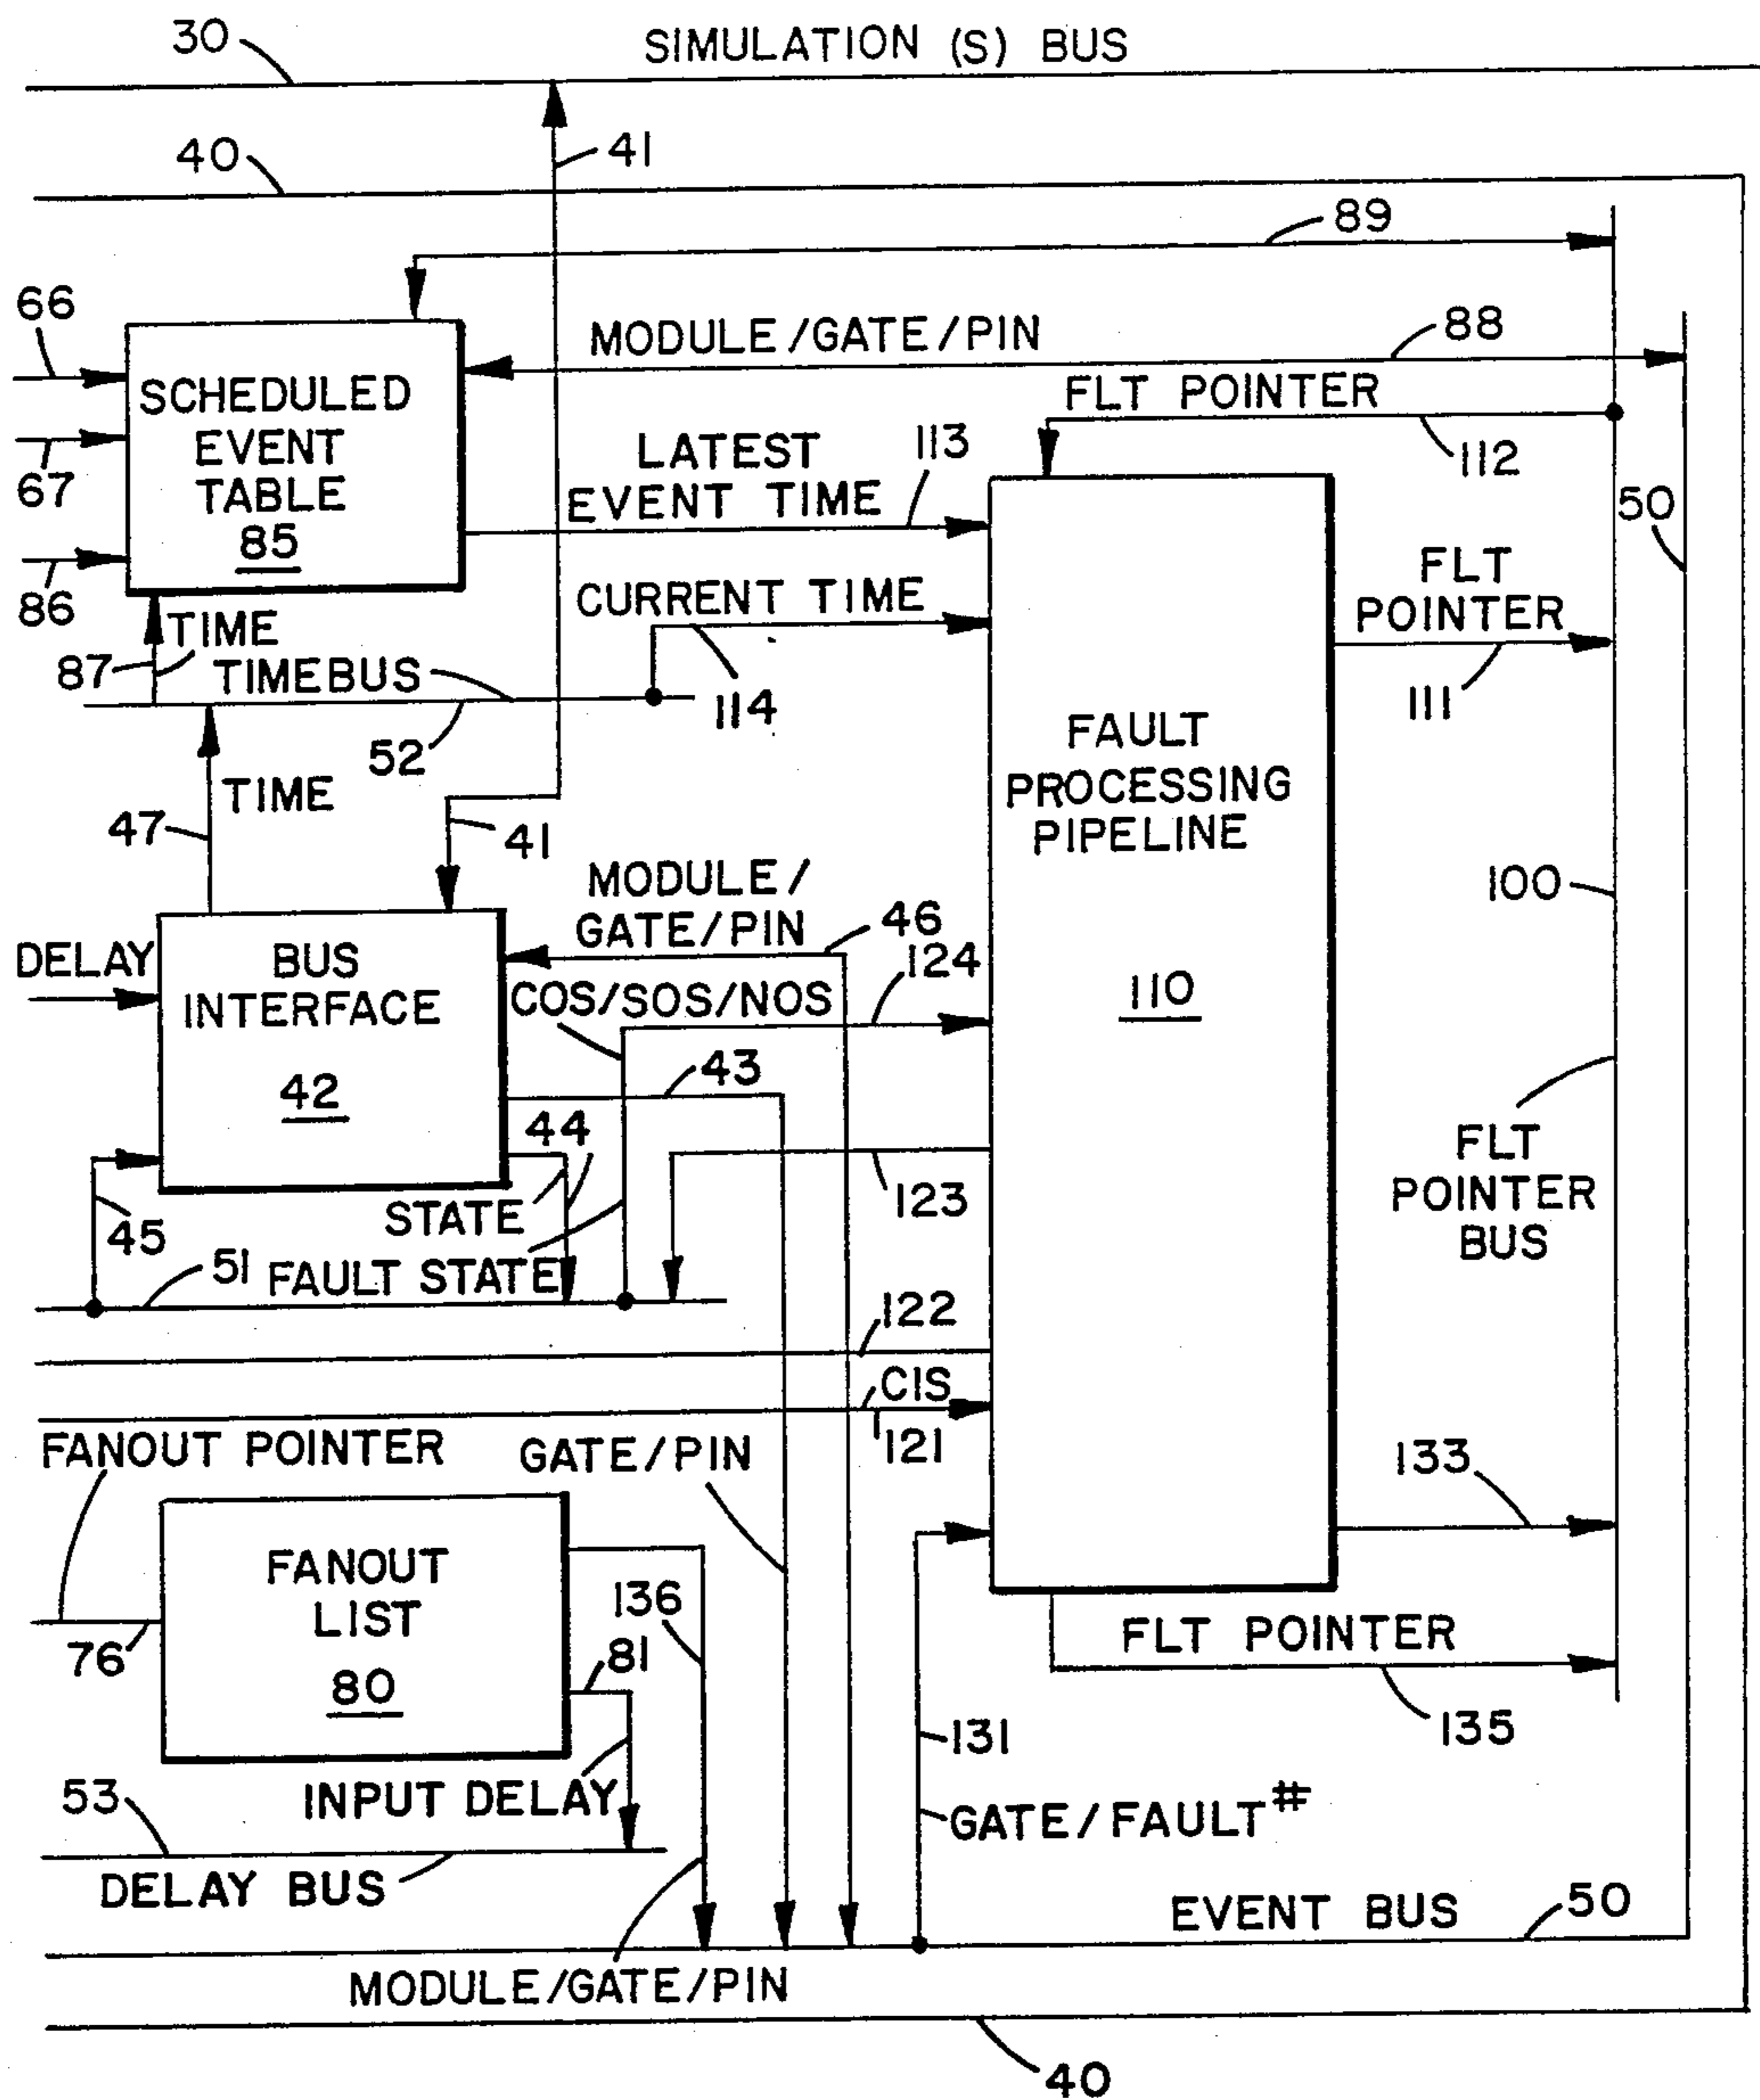 30
SIMULATION (S) BUS
40
41
89
66
MODULE/GATE/PIN
88
SCHEDULED
EVENT
TABLE
85
FLT POINTER
112
67
LATEST
EVENT TIME
113
50
86
CURRENT TIME
FLT
POINTER
TIME
87
TIMEBUS
114
111
52
FAULT
PROCESSING
PIPELINE
110
TIME
47
41
100
MODULE/
GATE/PIN
46
DELAY
BUS
INTERFACE
42
124
COS/SOS/NOS
43
44
FLT
POINTER
BUS
STATE
123
45
51
FAULT STATE
122
CIS
121
FANOUT POINTER
GATE/PIN
133
FANOUT
LIST
80
136
76
81
FLT POINTER
135
131
INPUT DELAY
53
GATE/FAULT#
DELAY BUS
EVENT BUS
50
MODULE/GATE/PIN
40